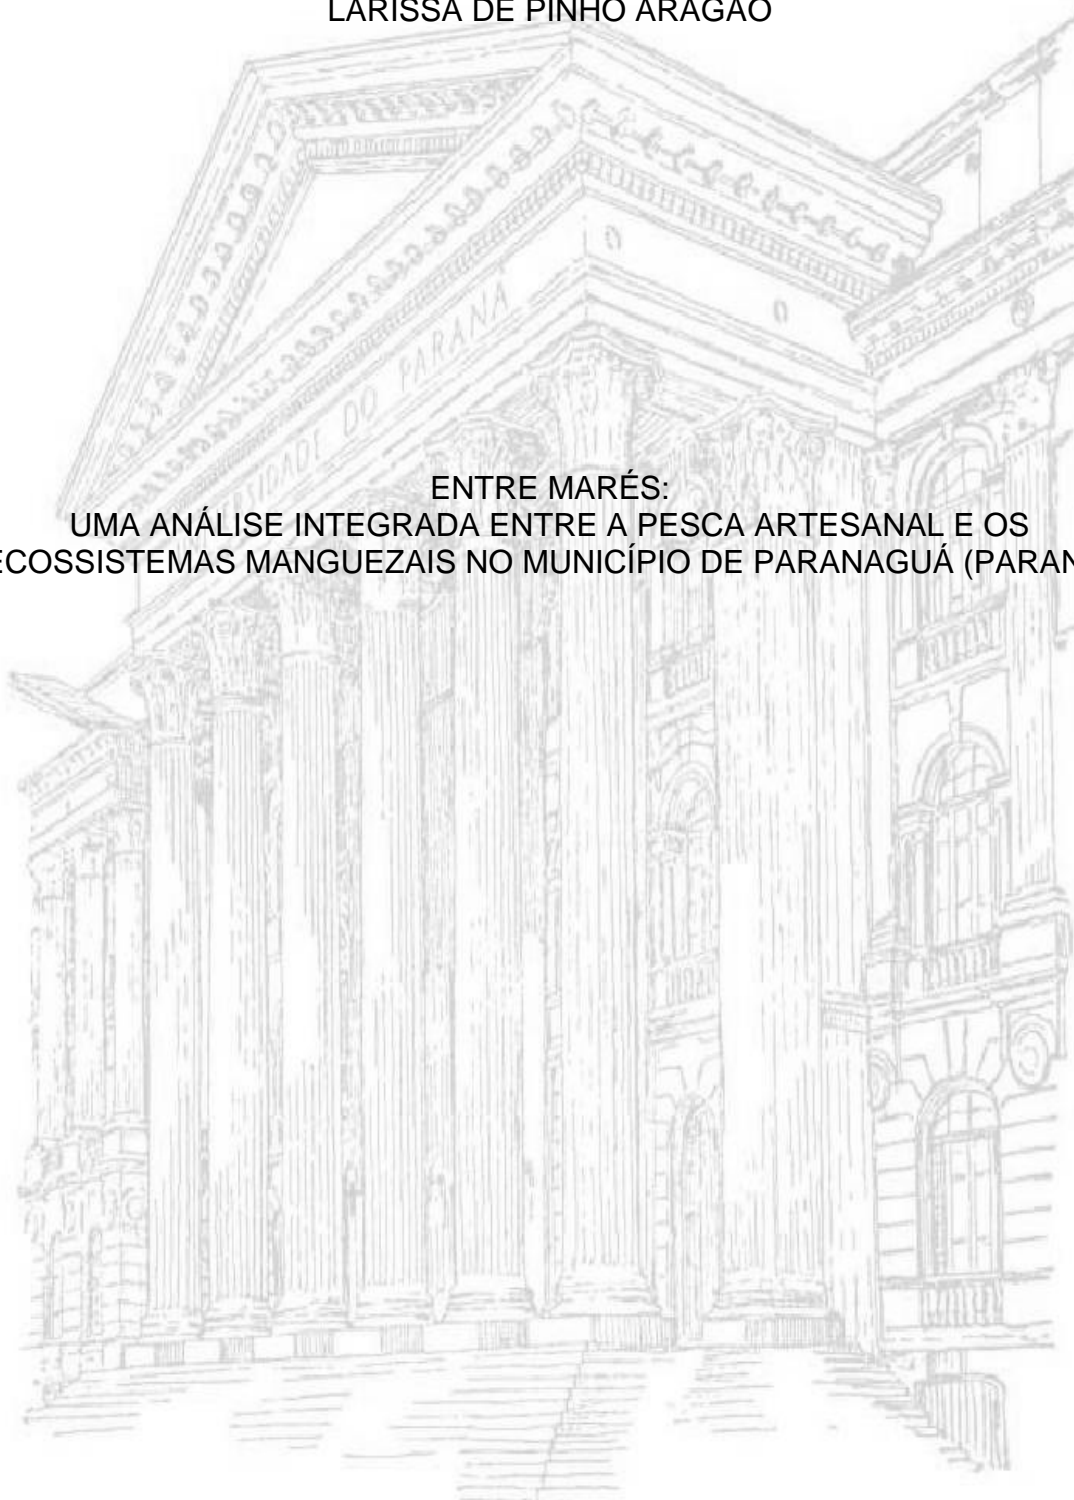 LARISSA DE PINHO ARAGÃO
IDADE DO PARANÁ
ENTRE MARÉS:
UMA ANÁLISE INTEGRADA ENTRE A PESCA ARTESANAL E OS
ECOSSISTEMAS MANGUEZAIS NO MUNICÍPIO DE PARANAGUÁ (PARAN